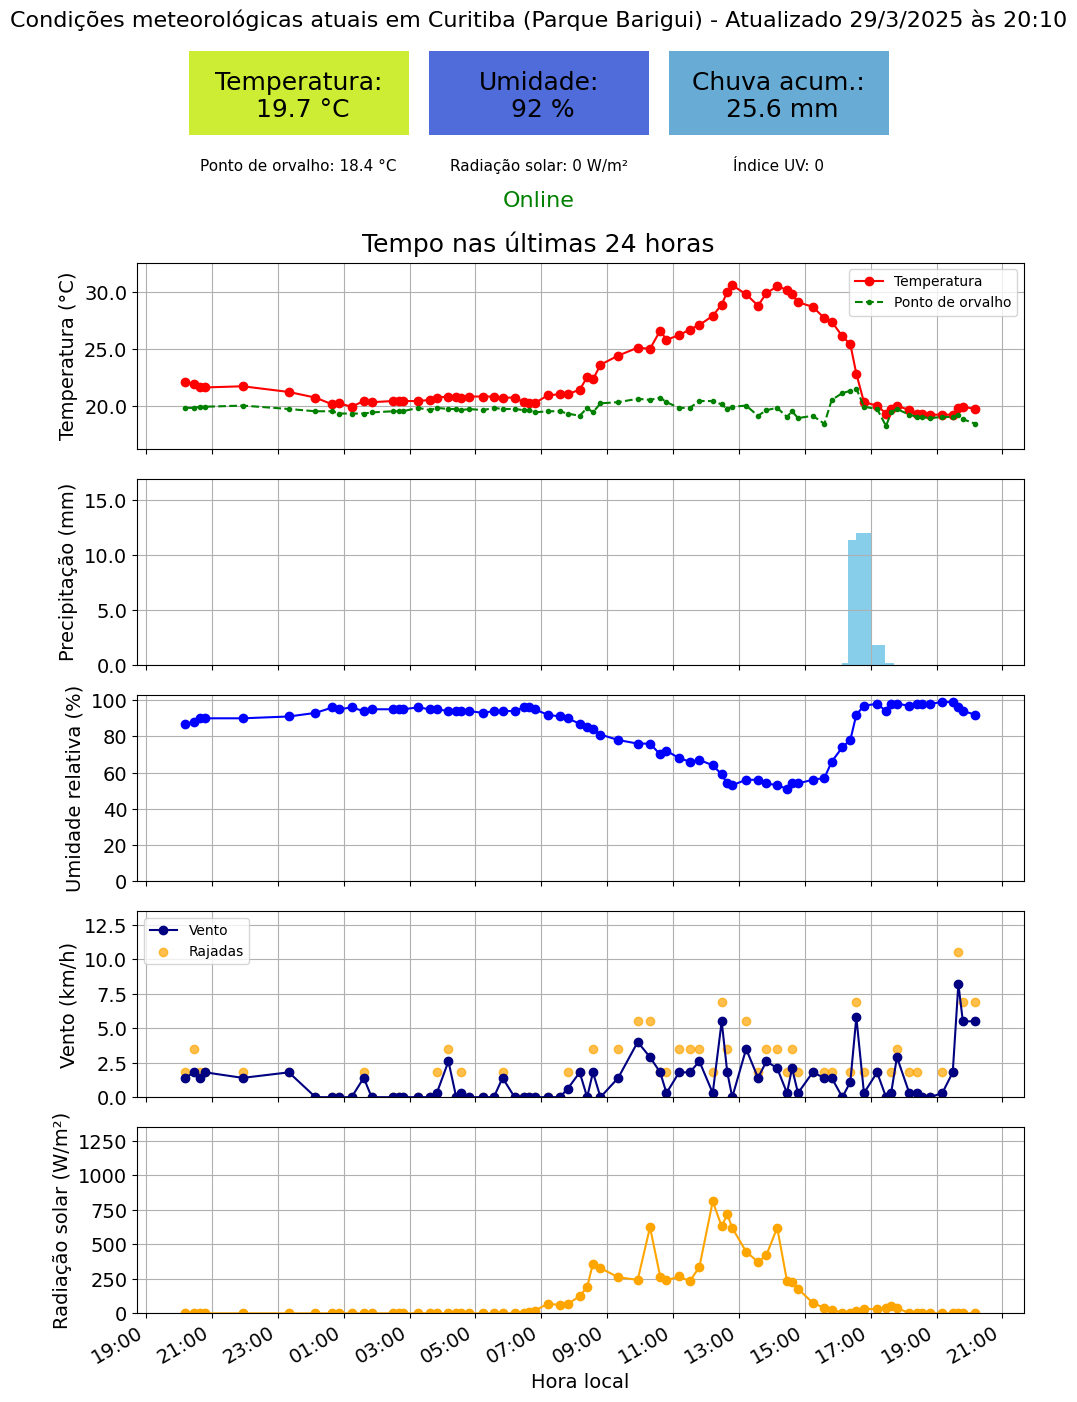 Condições meteorológicas atuais em Curitiba (Parque Barigui) - Atualizado 29/3/2025 às 20:10
Temperatura:
19.7 °C
Umidade:
92 %
Chuva acum.:
25.6 mm
Ponto de orvalho: 18.4 °C
Radiação solar: 0 W/m²
Índice UV: 0
Online
Tempo nas últimas 24 horas
Temperatura (°C)
30.0
25.0
20.0
Temperatura
Ponto de orvalho
Precipitação (mm)
15.0
10.0
5.0
0.0
Umidade relativa (%)
100
80
60
40
20
0
Vento (km/h)
12.5
10.0
7.5
5.0
2.5
0.0
Vento
Rajadas
Radiação solar (W/m²)
1250
1000
750
500
250
0
19:00
21:00
23:00
01:00
03:00
05:00
07:00
09:00
11:00
13:00
15:00
17:00
19:00
21:00
Hora local